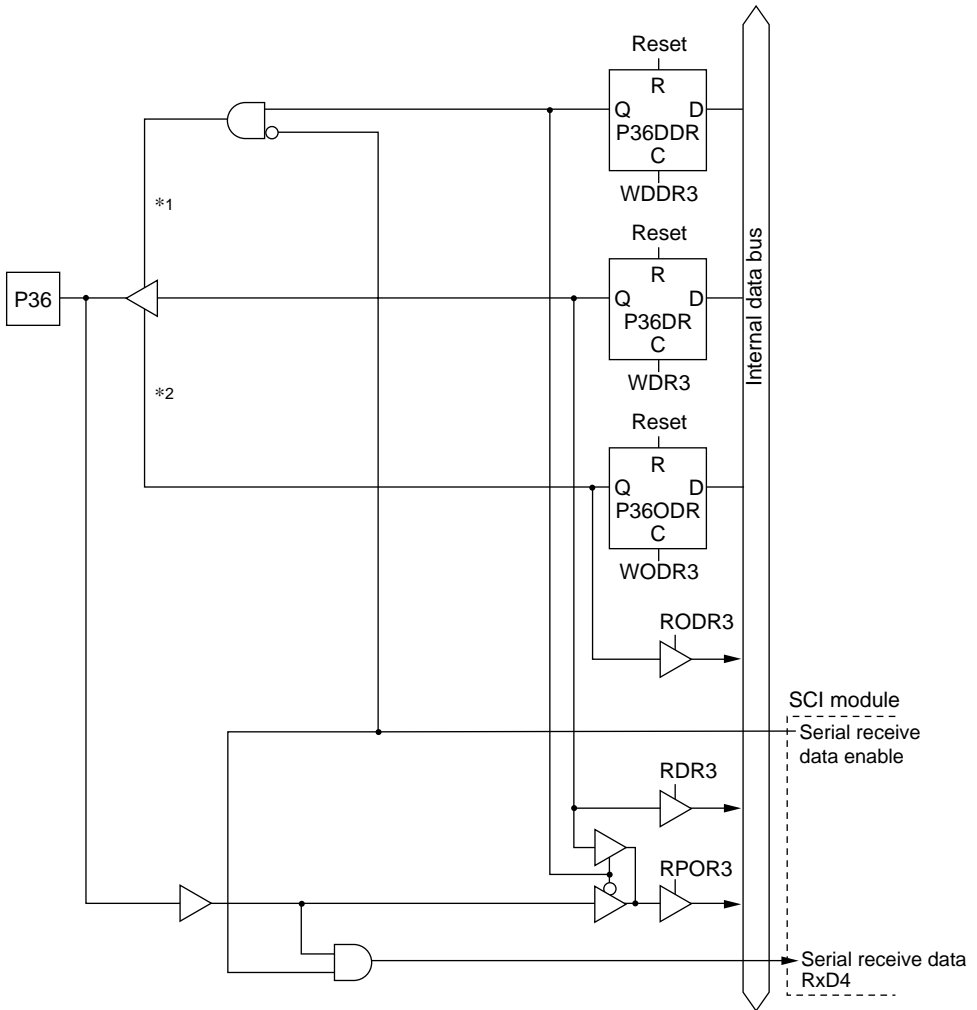 Reset
R
Q D
P36DDR
C
WDDR3
*1
Reset
R
P36
Q D
P36DR
C
WDR3
Internal data bus
*2
Reset
R
Q D
P36ODR
C
WODR3
RODR3
SCI module
Serial receive
data enable
RDR3
RPOR3
Serial receive data
RxD4